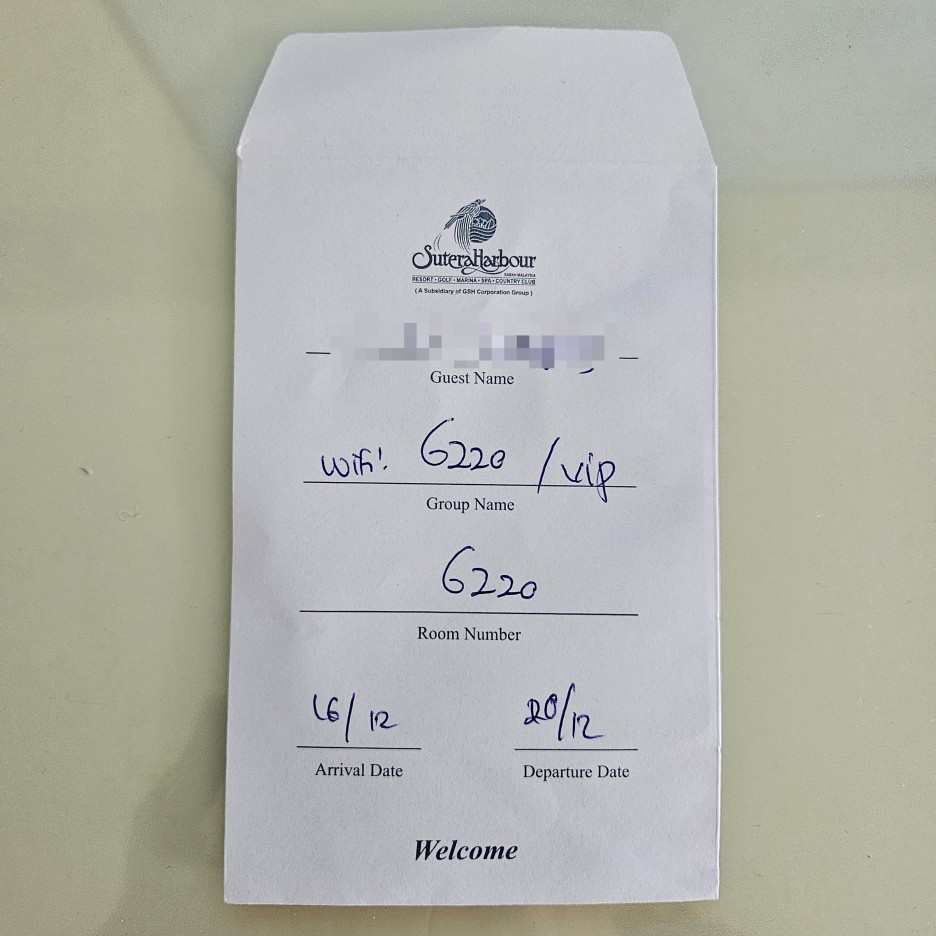 SuteraHarbour
SABAH MALAYSIA
RESORT • GOLF • MARINA • SPA • COUNTRY CLUB
( A Subsidiary of GSH Corporation Group )
Guest Name
Wifi: 6220 / vip
Group Name
6220
Room Number
16/12 20/12
Arrival Date Departure Date
Welcome